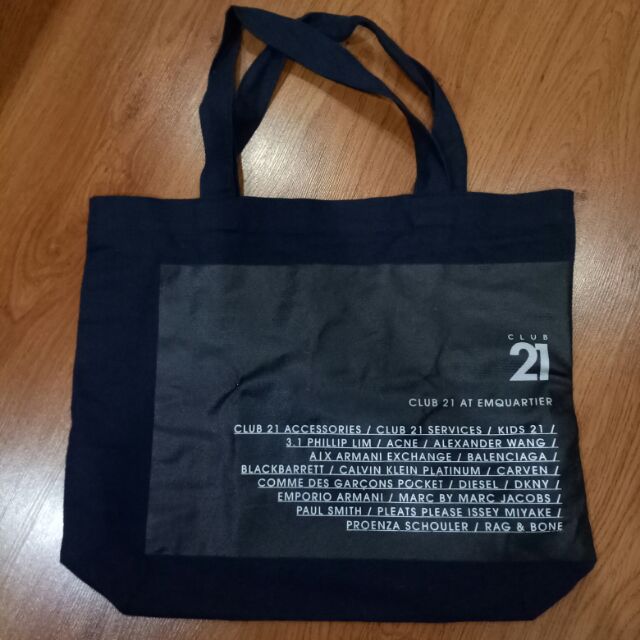 CLUB
21
CLUB 21 AT EMQUARTIER
CLUB 21 ACCESSORIES / CLUB 21 SERVICES / KIDS 21 /
3.1 PHILLIP LIM / ACNE / ALEXANDER WANG /
A|X ARMANI EXCHANGE / BALENCIAGA /
BLACKBARRETT / CALVIN KLEIN PLATINUM / CARVEN /
COMME DES GARÇONS POCKET / DIESEL / DKNY /
EMPORIO ARMANI / MARC BY MARC JACOBS /
PAUL SMITH / PLEATS PLEASE ISSEY MIYAKE /
PROENZA SCHOULER / RAG & BONE